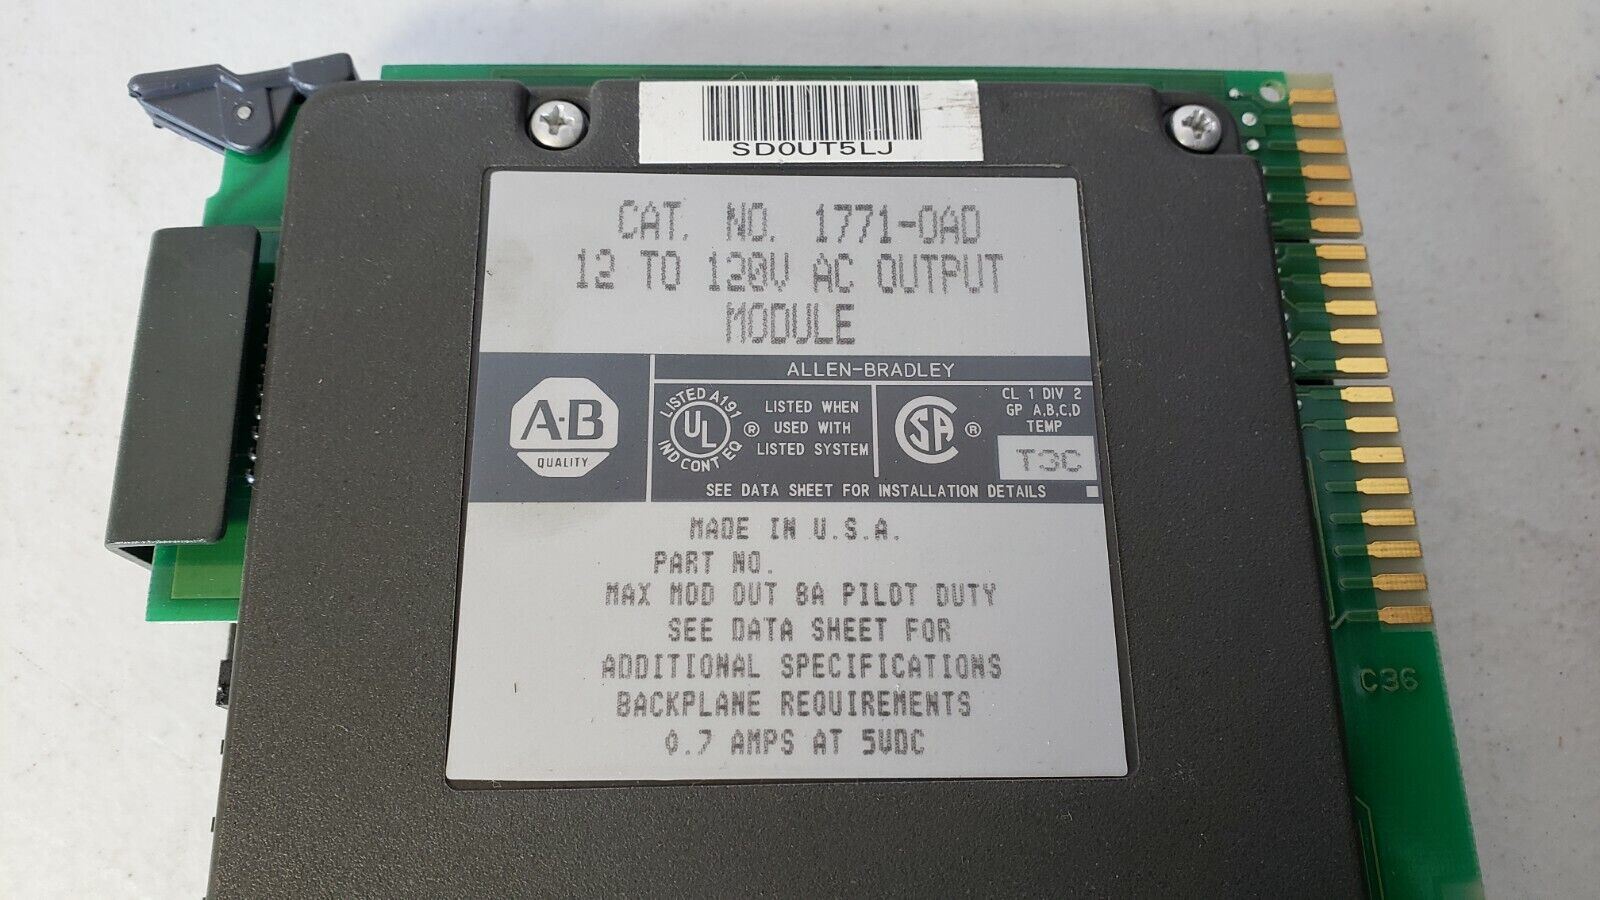 SDOUT5LJ
CAT. NO. 1771-OAD
12 TO 120V AC OUTPUT
MODULE
ALLEN-BRADLEY
A-B
QUALITY
LISTED A191
UL
IND CONT EQ
®
LISTED WHEN
USED WITH
LISTED SYSTEM
SA
®
CL 1 DIV 2
GP A,B,C,D
TEMP
T3C
SEE DATA SHEET FOR INSTALLATION DETAILS
MADE IN U.S.A.
PART NO.
MAX MOD OUT 8A PILOT DUTY
SEE DATA SHEET FOR
ADDITIONAL SPECIFICATIONS
BACKPLANE REQUIREMENTS
0.7 AMPS AT 5VDC
C36